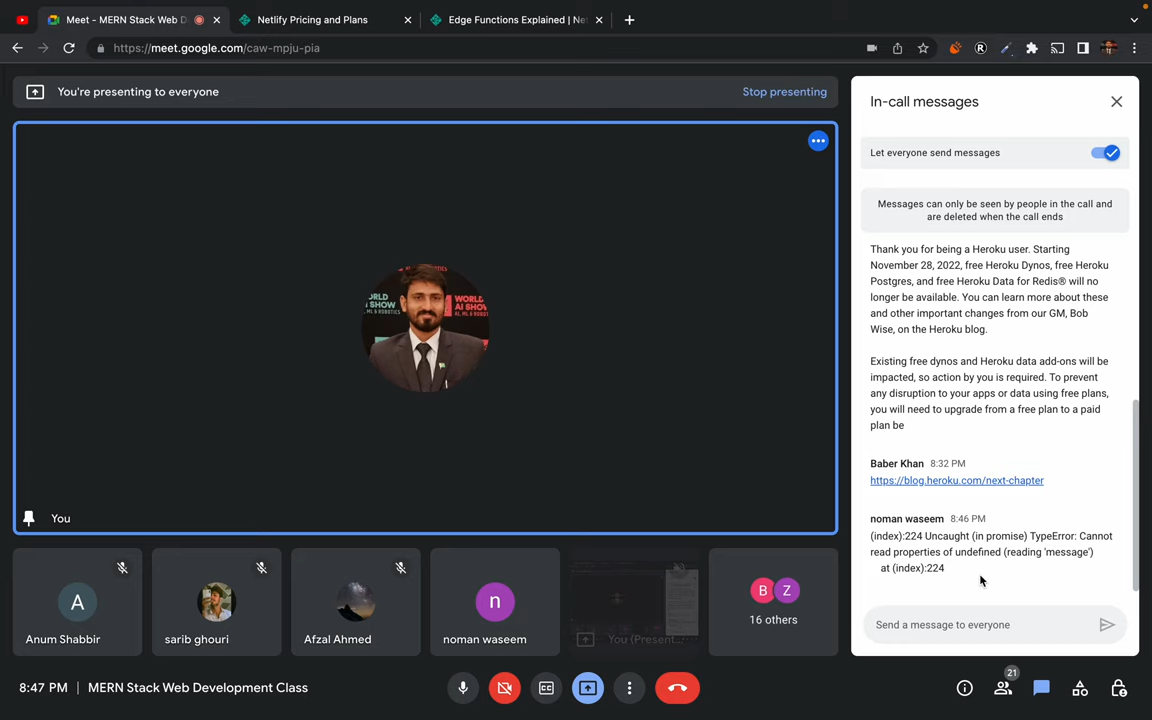 Meet - MERN Stack Web D
Netlify Pricing and Plans
Edge Functions Explained | Ne
https://meet.google.com/caw-mpju-pia
You're presenting to everyone
Stop presenting
You
Anum Shabbir
sarib ghouri
Afzal Ahmed
noman waseem
You (Present...
16 others
A
n
B
Z
8:47 PM
MERN Stack Web Development Class
21
In-call messages
Let everyone send messages
Messages can only be seen by people in the call and
are deleted when the call ends
Thank you for being a Heroku user. Starting
November 28, 2022, free Heroku Dynos, free Heroku
Postgres, and free Heroku Data for Redis® will no
longer be available. You can learn more about these
and other important changes from our GM, Bob
Wise, on the Heroku blog.
Existing free dynos and Heroku data add-ons will be
impacted, so action by you is required. To prevent
any disruption to your apps or data using free plans,
you will need to upgrade from a free plan to a paid
plan be
Baber Khan 8:32 PM
https://blog.heroku.com/next-chapter
noman waseem 8:46 PM
(index):224 Uncaught (in promise) TypeError: Cannot
read properties of undefined (reading 'message')
at (index):224
Send a message to everyone